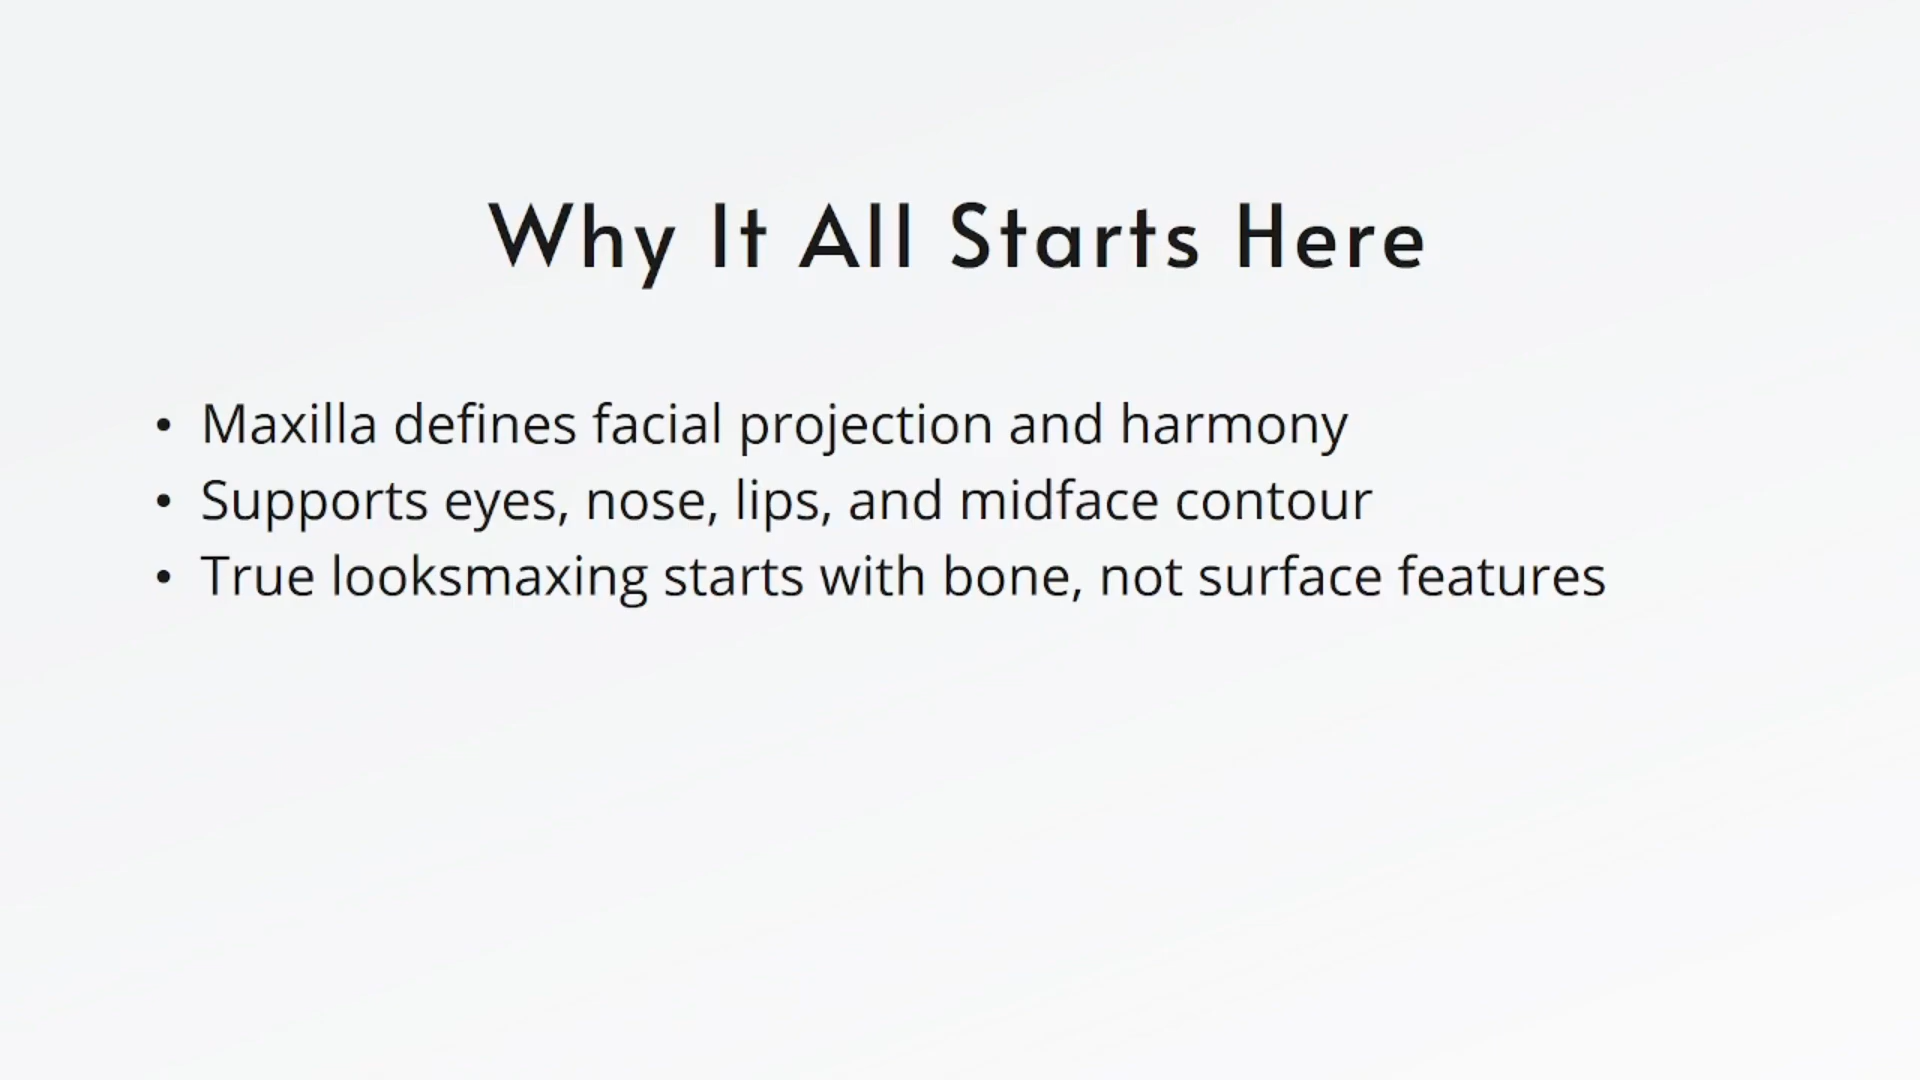 Why It All Starts Here
• Maxilla defines facial projection and harmony
• Supports eyes, nose, lips, and midface contour
• True looksmaxing starts with bone, not surface features